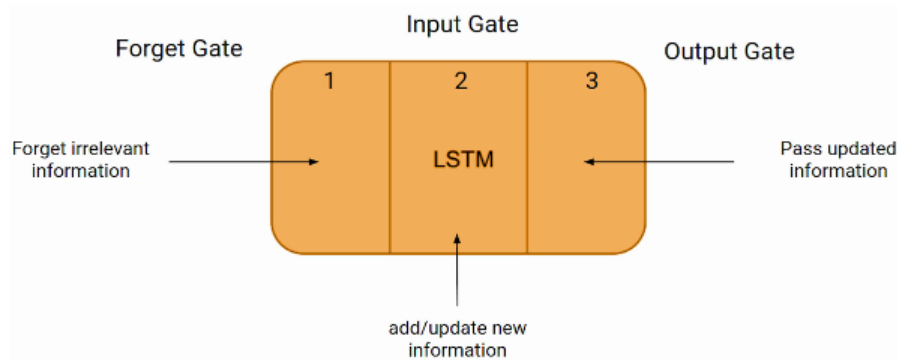 Input Gate
Forget Gate
Output Gate
1
2
3
Forget irrelevant
information
LSTM
Pass updated
information
add/update new
information